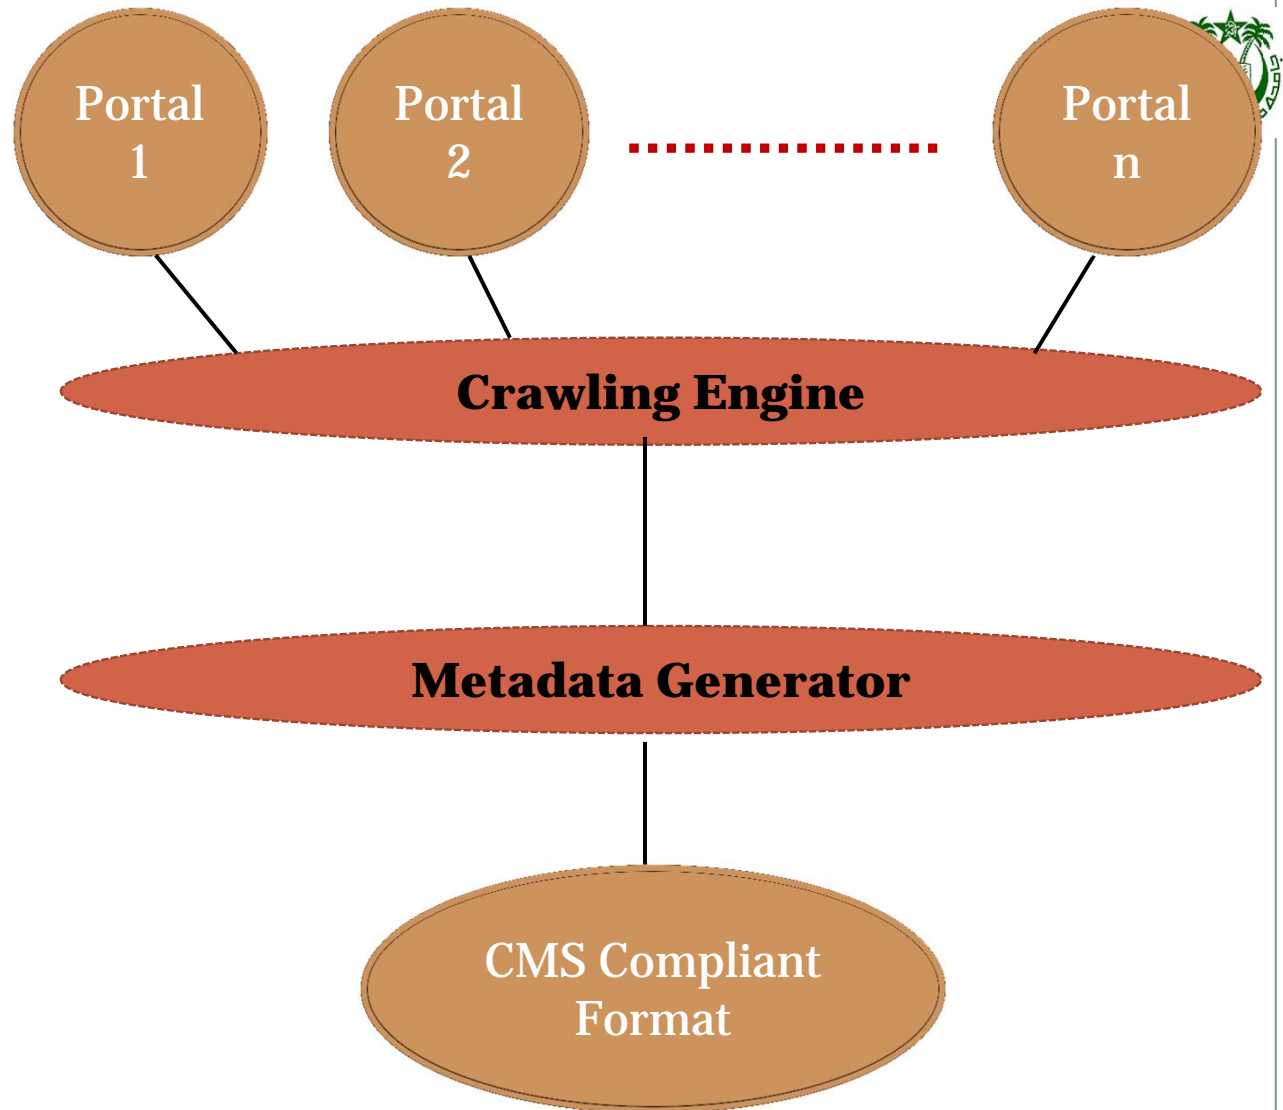 Portal
1
Portal
2
Portal
n
Crawling Engine
Metadata Generator
CMS Compliant
Format